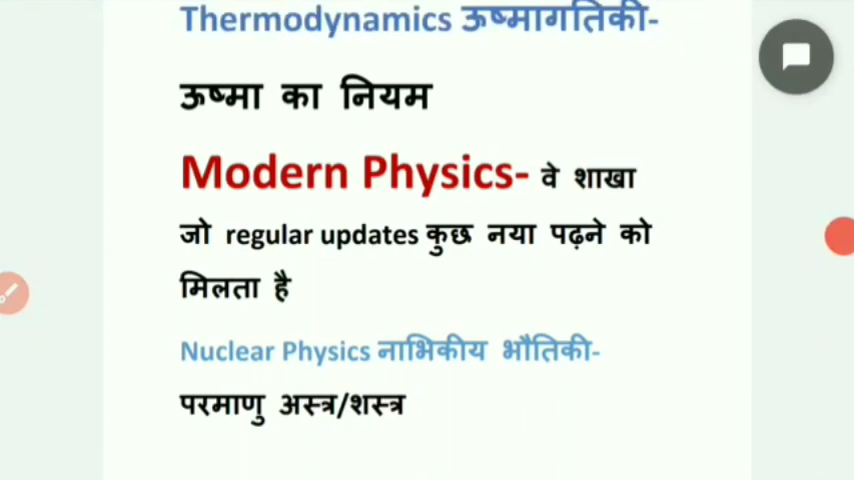 Thermodynamics ऊष्मागतिकी-
ऊष्मा का नियम
Modern Physics- वे शाखा
जो regular updates कुछ नया पढ़ने को
मिलता है
Nuclear Physics नाभिकीय भौतिकी-
परमाणु अस्त्र/शस्त्र